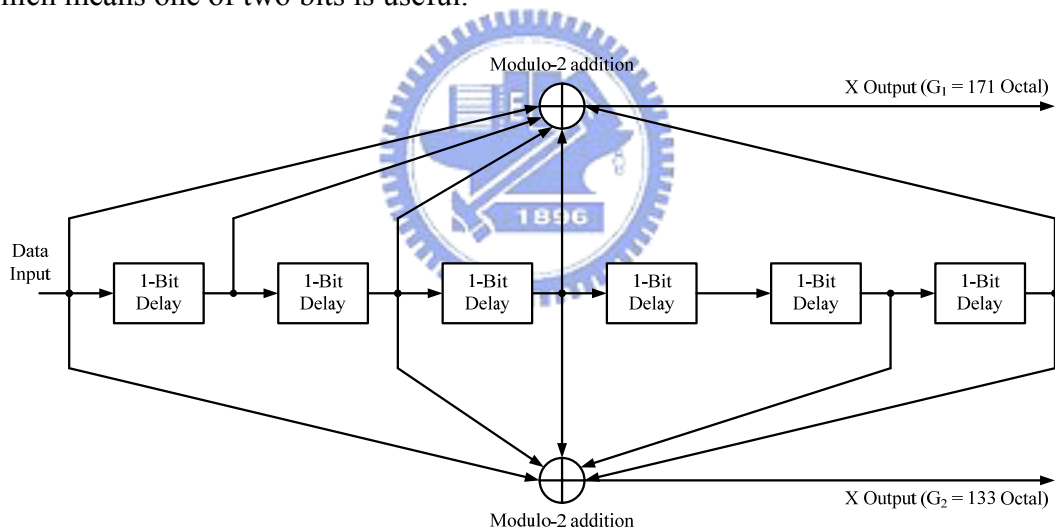 which means one of two bits is useful.
Modulo-2 addition
X Output (G₁ = 171 Octal)
1896
Data
Input
1-Bit
Delay
1-Bit
Delay
1-Bit
Delay
1-Bit
Delay
1-Bit
Delay
1-Bit
Delay
X Output (G₂ = 133 Octal)
Modulo-2 addition